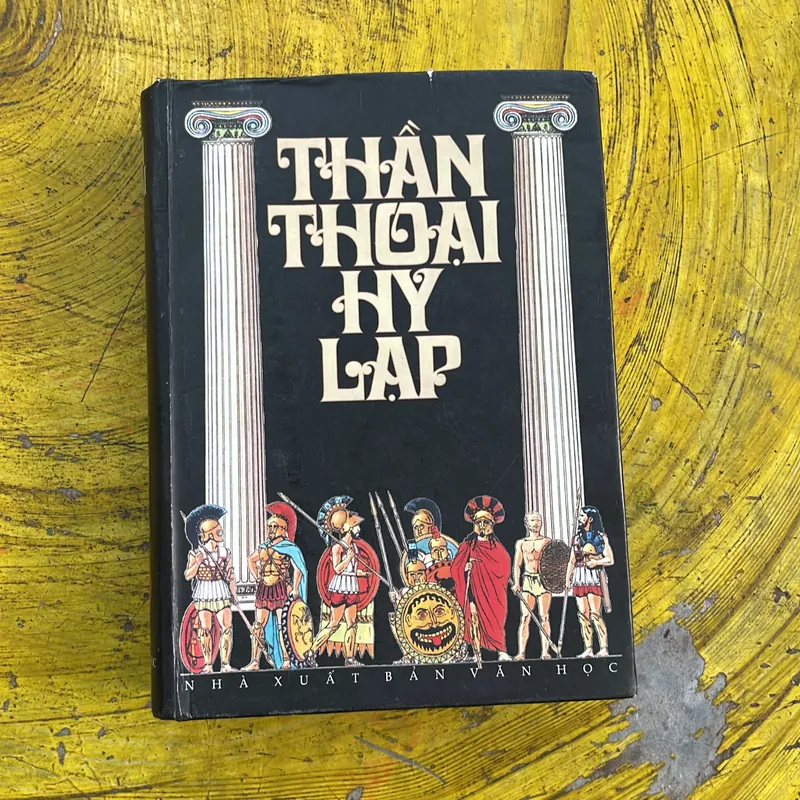 THẦN
THOẠI
HY
LẠP
NHÀ XUẤT BẢN VĂN HỌC